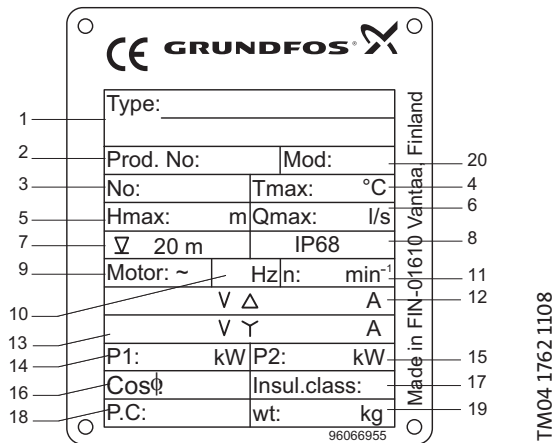 CE GRUNDFOS
1 Type:
2 Prod. No: Mod: 20
3 No: Tmax: °C 4
5 Hmax: m Qmax: l/s 6
7 20 m IP68 8
9 Motor: ~ Hz n: min⁻¹ 11
10 V △ A 12
13 V Y A
14 P1: kW P2: kW 15
16 Cosϕ: Insul.class: 17
18 P.C: wt: kg 19
96066955
Made in FIN-01610 Vantaa, Finland
TM04 1762 1108